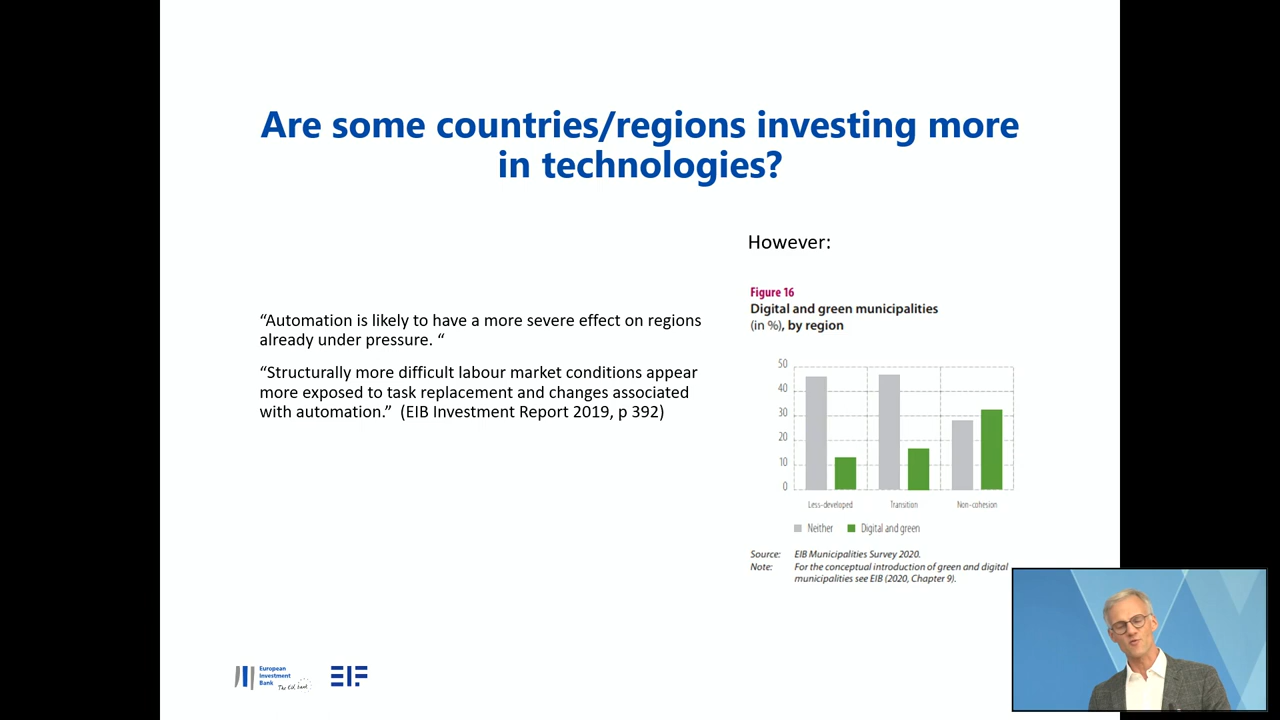 Are some countries/regions investing more
in technologies?
However:
“Automation is likely to have a more severe effect on regions
already under pressure. “
“Structurally more difficult labour market conditions appear
more exposed to task replacement and changes associated
with automation.” (EIB Investment Report 2019, p 392)
Figure 16
Digital and green municipalities
(in %), by region
50
40
30
20
10
0
Less-developed Transition Non-cohesion
Neither Digital and green
Source: EIB Municipalities Survey 2020.
Note: For the conceptual introduction of green and digital
municipalities see EIB (2020, Chapter 9).
European
Investment
Bank
The EU bank
EIF